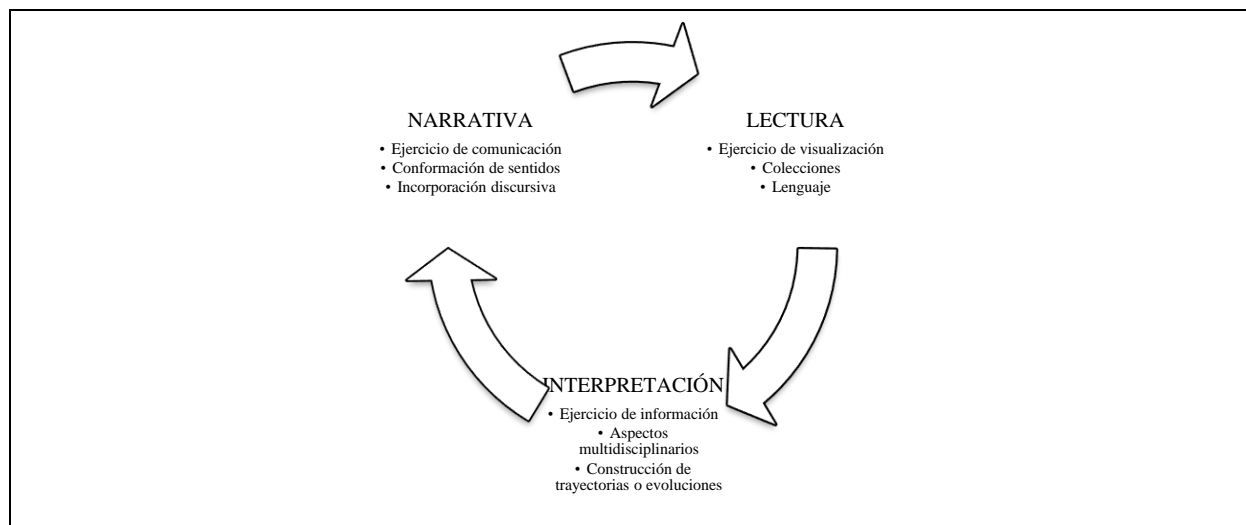 NARRATIVA
• Ejercicio de comunicación
• Conformación de sentidos
• Incorporación discursiva
LECTURA
• Ejercicio de visualización
• Colecciones
• Lenguaje
INTERPRETACIÓN
• Ejercicio de información
• Aspectos
multidisciplinarios
• Construcción de
trayectorias o evoluciones